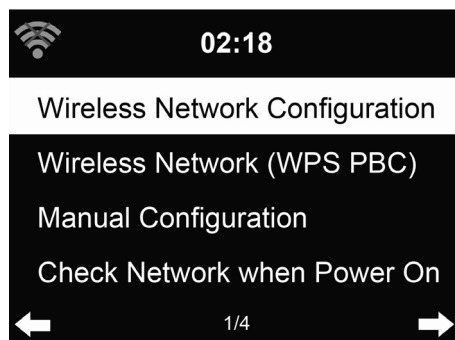 02:18
Wireless Network Configuration
Wireless Network (WPS PBC)
Manual Configuration
Check Network when Power On
1/4